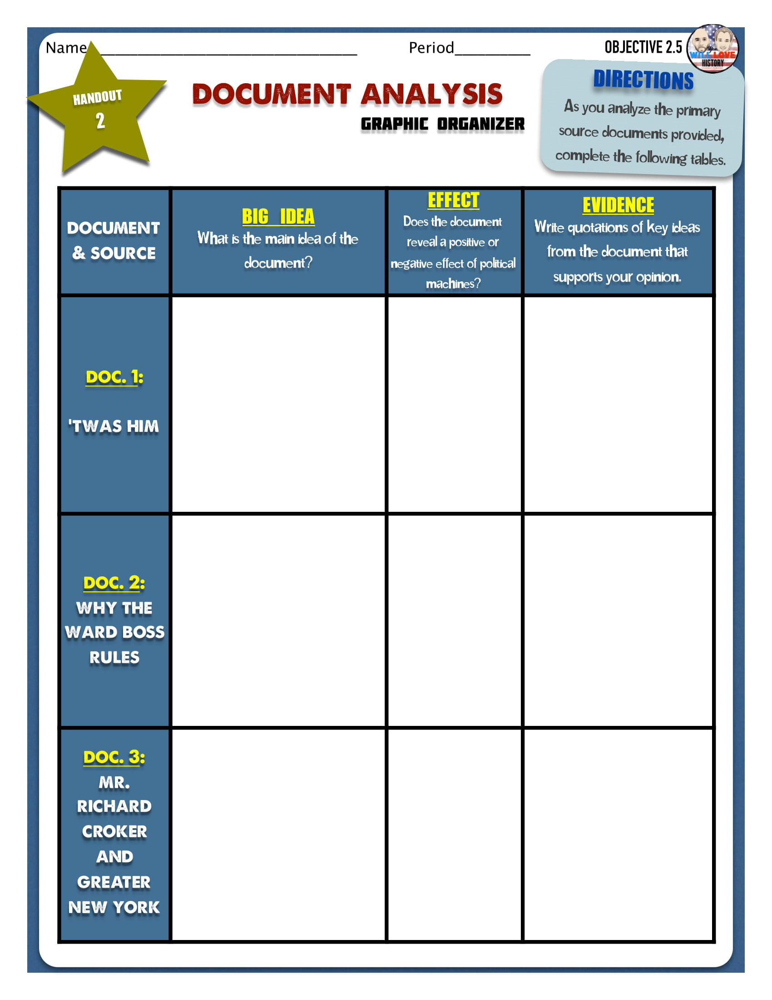 Name__________________________________ Period__________ OBJECTIVE 2.5
You
WILL LOVE
HISTORY
HANDOUT
2
DOCUMENT ANALYSIS
GRAPHIC ORGANIZER
DIRECTIONS
As you analyze the primary
source documents provided,
complete the following tables.
DOCUMENT
& SOURCE
BIG IDEA
What is the main idea of the
document?
EFFECT
Does the document
reveal a positive or
negative effect of political
machines?
EVIDENCE
Write quotations of key ideas
from the document that
supports your opinion.
DOC. 1:
'TWAS HIM
DOC. 2:
WHY THE
WARD BOSS
RULES
DOC. 3:
MR.
RICHARD
CROKER
AND
GREATER
NEW YORK